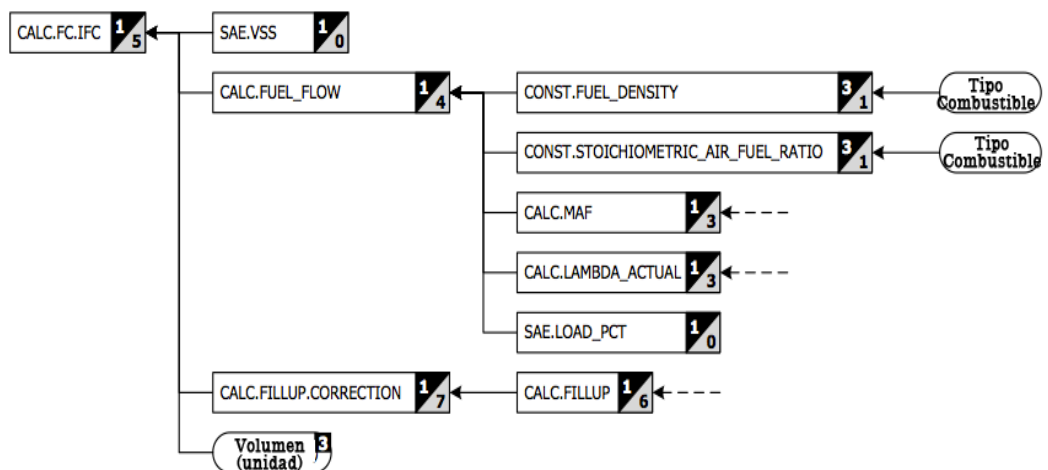 CALC.FC.IFC 1 5 SAE.VSS 1 0
CALC.FUEL_FLOW 1 4 CONST.FUEL_DENSITY 3 1 Tipo
Combustible
CONST.STOICHIOMETRIC_AIR_FUEL_RATIO 3 1 Tipo
Combustible
CALC.MAF 1 3
CALC.LAMBDA_ACTUAL 1 3
SAE.LOAD_PCT 1 0
CALC.FILLUP.CORRECTION 1 7 CALC.FILLUP 1 6
Volumen 3
(unidad)